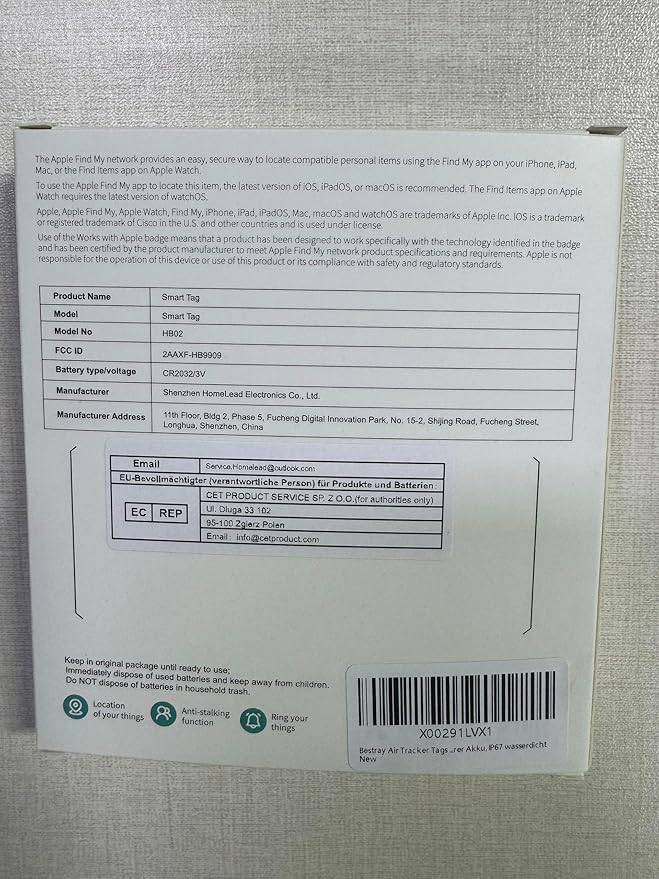 The Apple Find My network provides an easy, secure way to locate compatible personal items using the Find My app on your iPhone, iPad,
Mac, or the Find Items app on Apple Watch.
To use the Apple Find My app to locate this item, the latest version of iOS, iPadOS, or macOS is recommended. The Find Items app on Apple
Watch requires the latest version of watchOS.
Apple, Apple Find My, Apple Watch, Find My, iPhone, iPad, iPadOS, Mac, macOS and watchOS are trademarks of Apple Inc. IOS is a trademark
or registered trademark of Cisco in the U.S. and other countries and is used under license.
Use of the Works with Apple badge means that a product has been designed to work specifically with the technology identified in the badge
and has been certified by the product manufacturer to meet Apple Find My network product specifications and requirements. Apple is not
responsible for the operation of this device or use of this product or its compliance with safety and regulatory standards.
Product Name Smart Tag
Model Smart Tag
Model No HB02
FCC ID 2AAXF-HB9909
Battery type/voltage CR2032/3V
Manufacturer Shenzhen HomeLead Electronics Co., Ltd.
Manufacturer Address 11th Floor, Bldg 2, Phase 5, Fucheng Digital Innovation Park, No. 15-2, Shijing Road, Fucheng Street,
Longhua, Shenzhen, China
Email Service.Homelead@outlook.com
EU-Bevollmächtigter (verantwortliche Person) für Produkte und Batterien:
EC REP
CET PRODUCT SERVICE SP. Z O.O.(for authorities only)
Ul. Dluga 33 102
95-100 Zgierz Polen
Email: info@cetproduct.com
Keep in original package until ready to use;
Immediately dispose of used batteries and keep away from children.
Do NOT dispose of batteries in household trash.
Location
of your things
Anti-stalking
function
Ring your
things
X00291LVX1
Bestray Air Tracker Tags ...rer Akku, IP67 wasserdicht
New